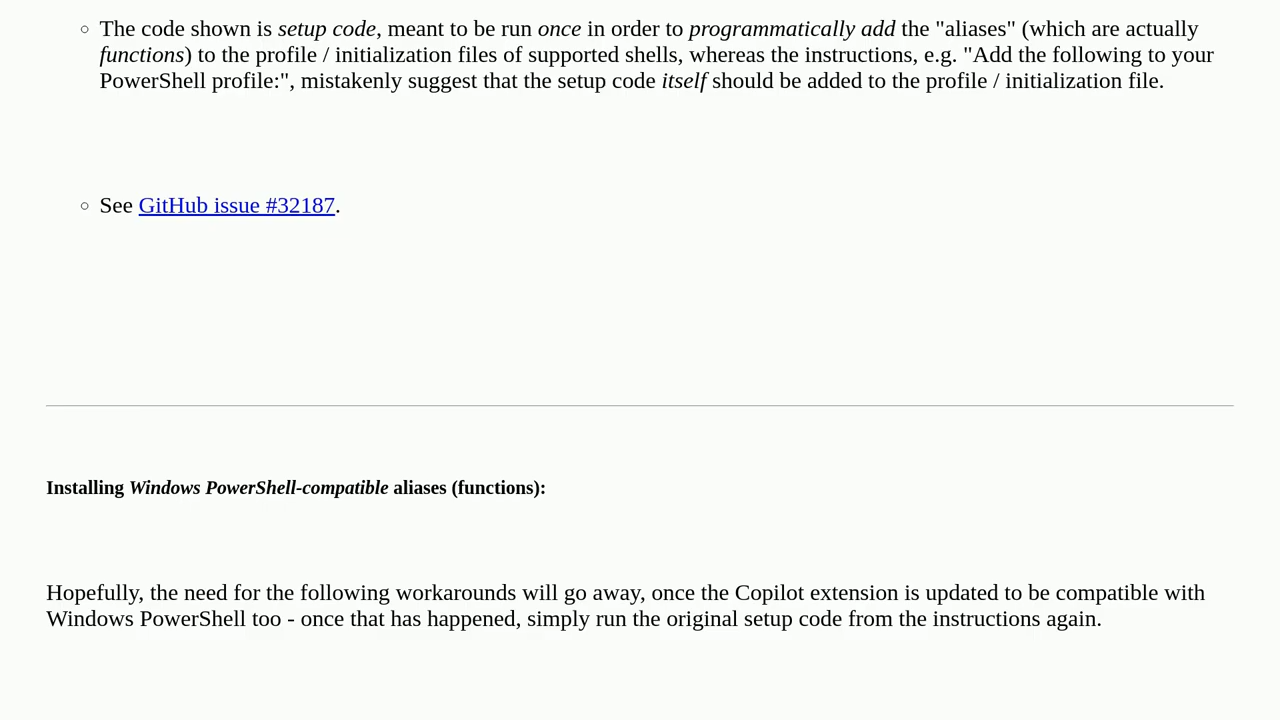 The code shown is setup code, meant to be run once in order to programmatically add the "aliases" (which are actually
functions) to the profile / initialization files of supported shells, whereas the instructions, e.g. "Add the following to your
PowerShell profile:", mistakenly suggest that the setup code itself should be added to the profile / initialization file.
See GitHub issue #32187.
Installing Windows PowerShell-compatible aliases (functions):
Hopefully, the need for the following workarounds will go away, once the Copilot extension is updated to be compatible with
Windows PowerShell too - once that has happened, simply run the original setup code from the instructions again.